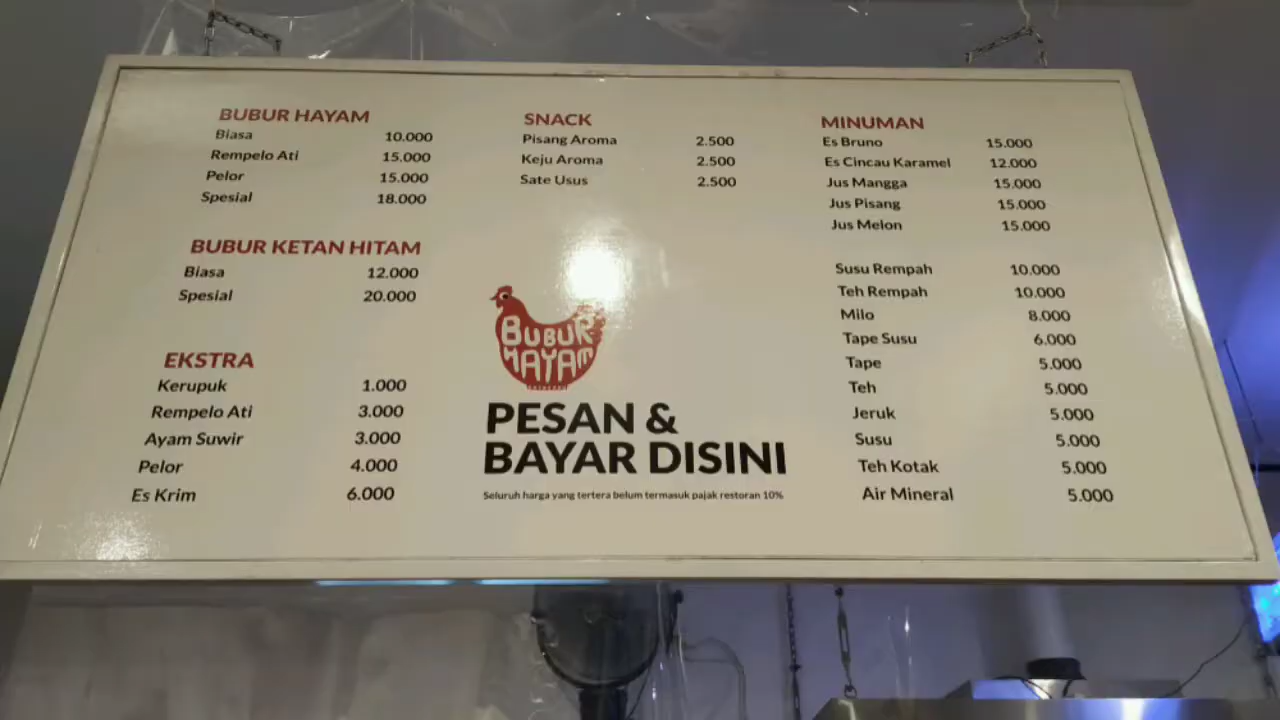 BUBUR HAYAM
Biasa 10.000
Rempelo Ati 15.000
Pelor 15.000
Spesial 18.000
BUBUR KETAN HITAM
Biasa 12.000
Spesial 20.000
EKSTRA
Kerupuk 1.000
Rempelo Ati 3.000
Ayam Suwir 3.000
Pelor 4.000
Es Krim 6.000
SNACK
Pisang Aroma 2.500
Keju Aroma 2.500
Sate Usus 2.500
BUBUR
HAYAM
PESAN &
BAYAR DISINI
Seluruh harga yang tertera belum termasuk pajak restoran 10%
MINUMAN
Es Bruno 15.000
Es Cincau Karamel 12.000
Jus Mangga 15.000
Jus Pisang 15.000
Jus Melon 15.000
Susu Rempah 10.000
Teh Rempah 10.000
Milo 8.000
Tape Susu 6.000
Tape 5.000
Teh 5.000
Jeruk 5.000
Susu 5.000
Teh Kotak 5.000
Air Mineral 5.000